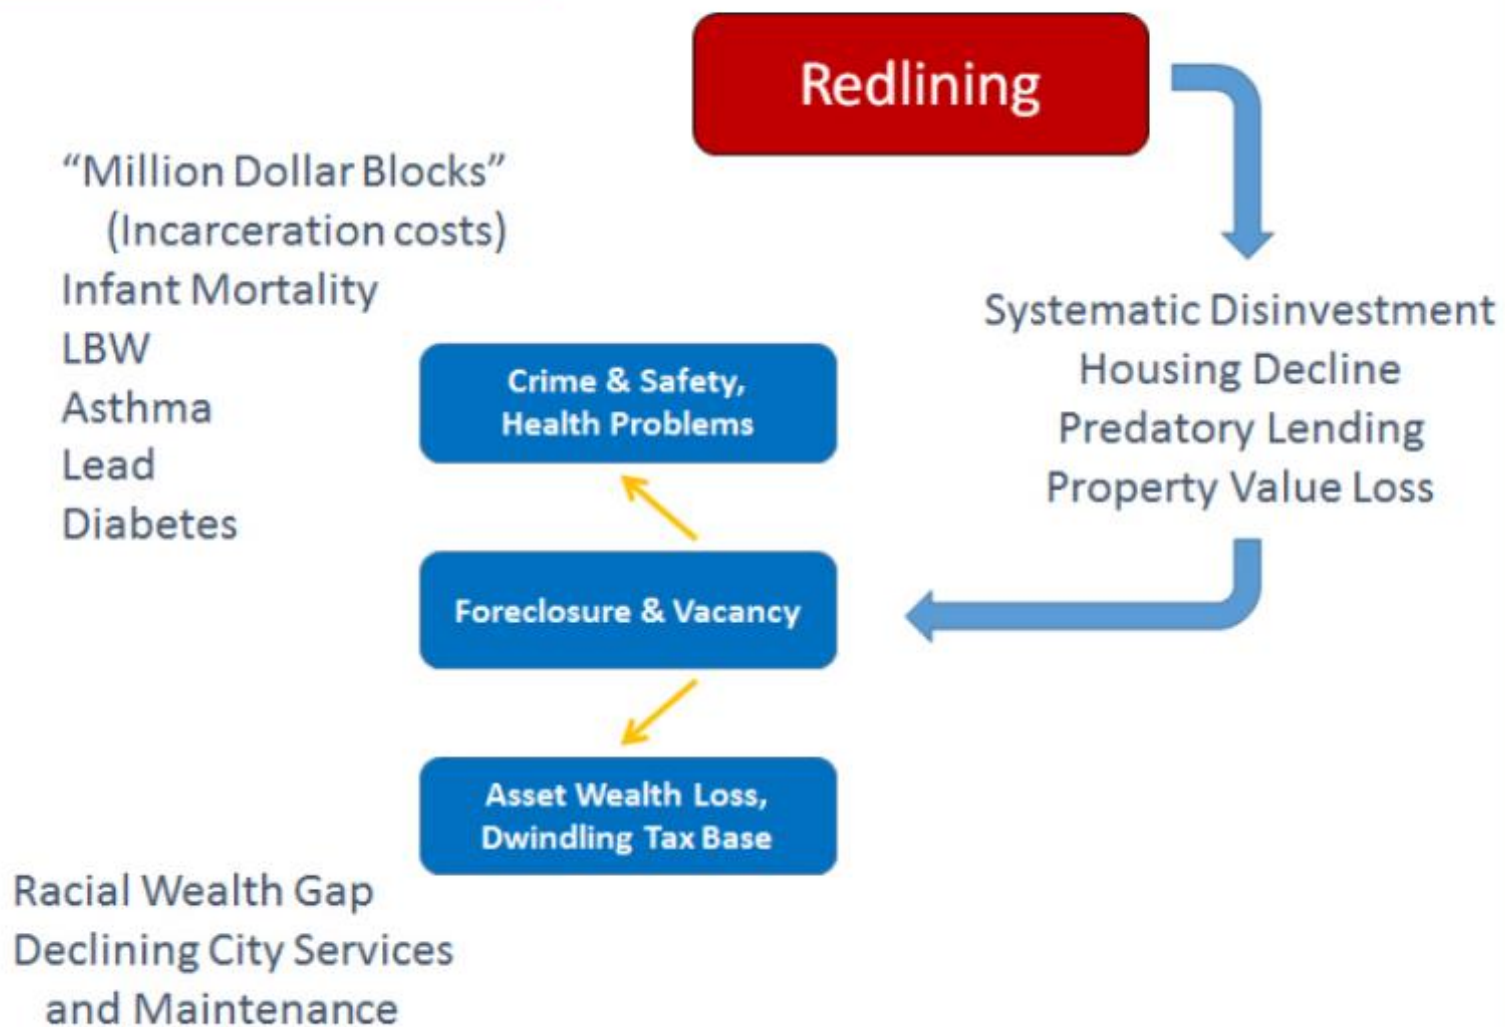 Redlining
“Million Dollar Blocks”
(Incarceration costs)
Infant Mortality
LBW
Asthma
Lead
Diabetes
Systematic Disinvestment
Housing Decline
Predatory Lending
Property Value Loss
Crime & Safety,
Health Problems
Foreclosure & Vacancy
Asset Wealth Loss,
Dwindling Tax Base
Racial Wealth Gap
Declining City Services
and Maintenance